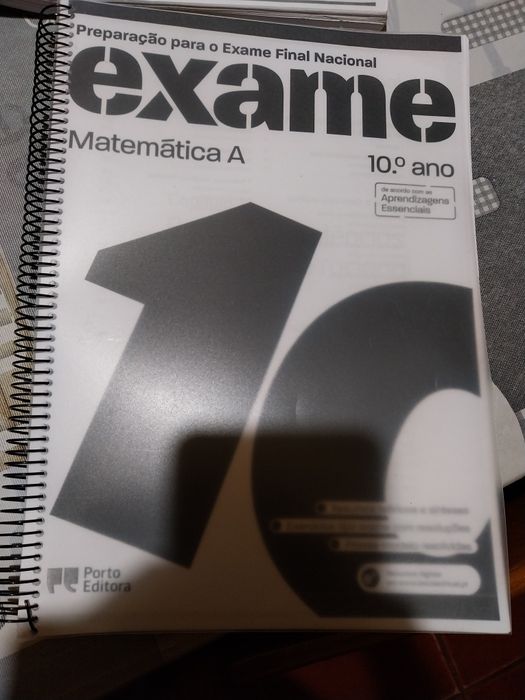 Preparação para o Exame Final Nacional
exame
Matemática A
10.º ano
de acordo com as
Aprendizagens
Essenciais
10
Porto
Editora